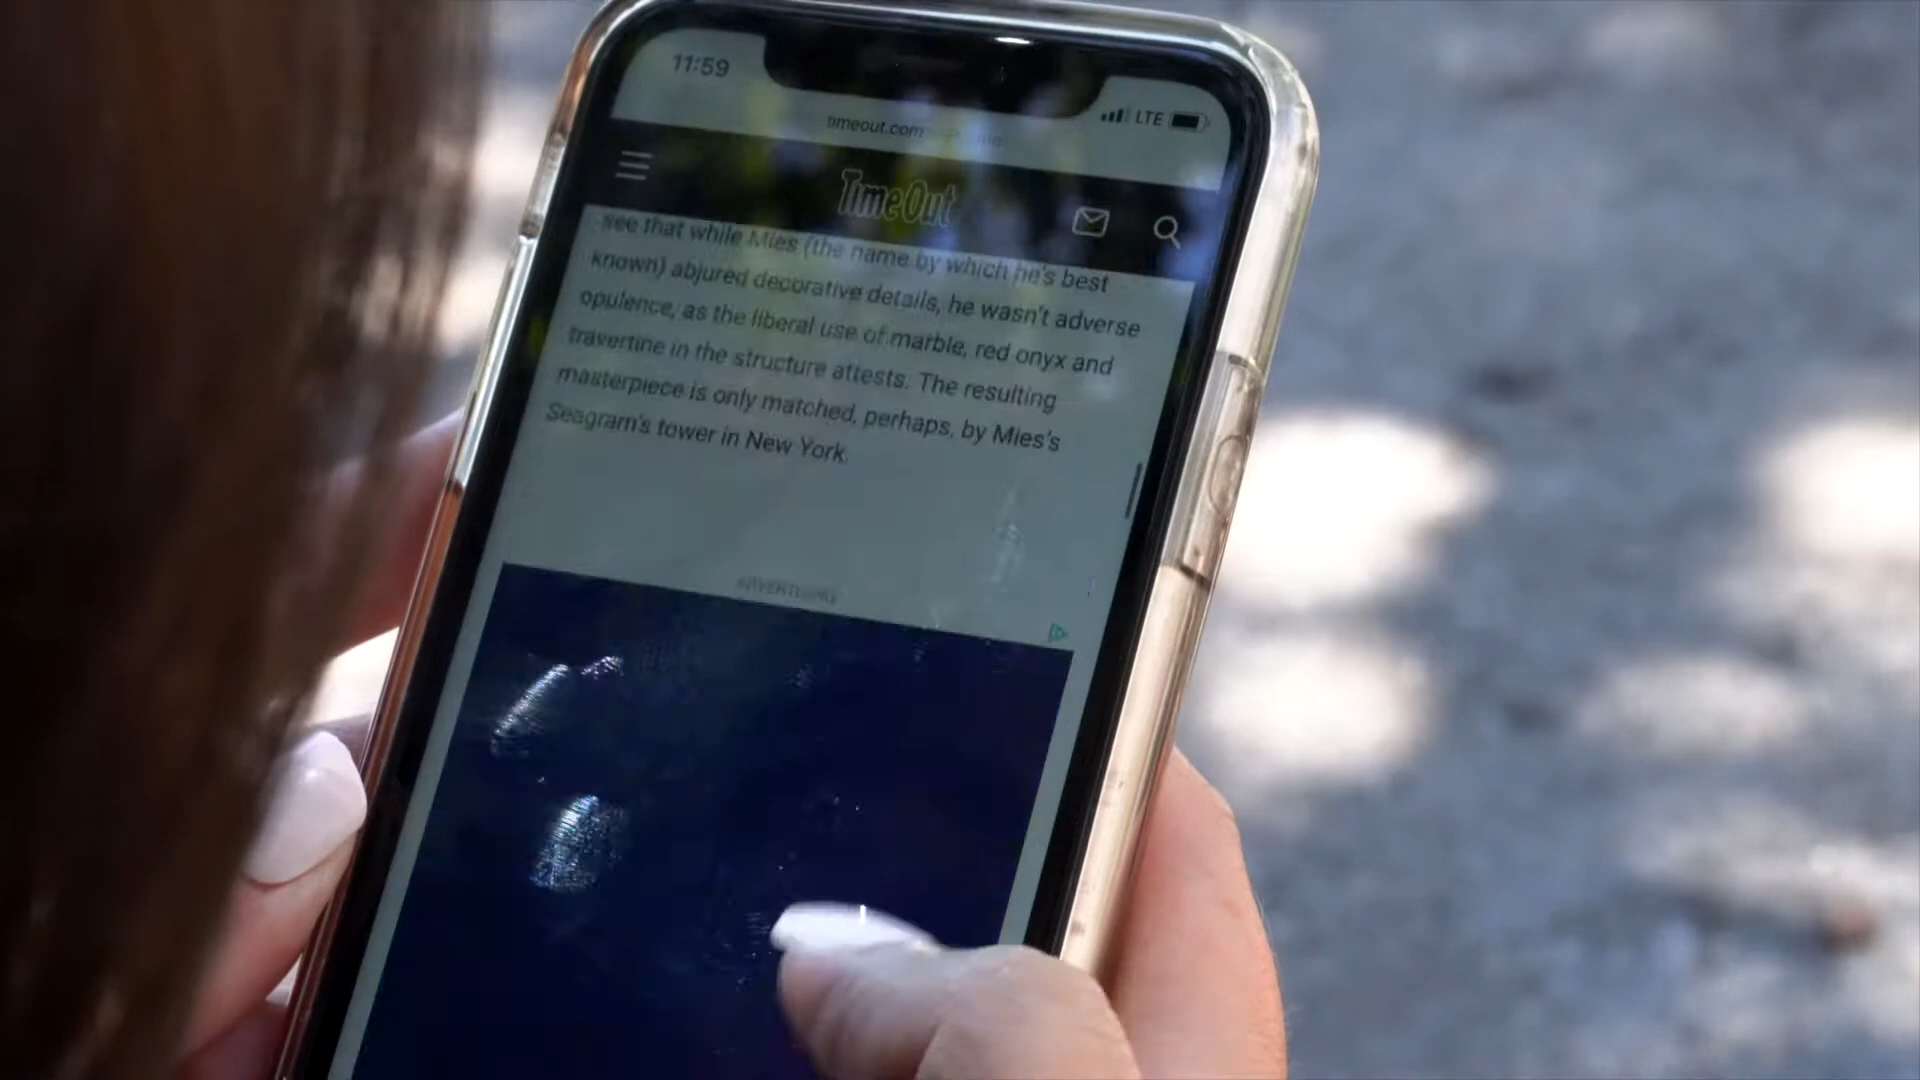 11:59
LTE
timeout.com
TimeOut
see that while Mies (the name by which he's best
known) abjured decorative details, he wasn't adverse
opulence, as the liberal use of marble, red onyx and
travertine in the structure attests. The resulting
masterpiece is only matched, perhaps, by Mies's
Seagram's tower in New York.
ADVERTISING